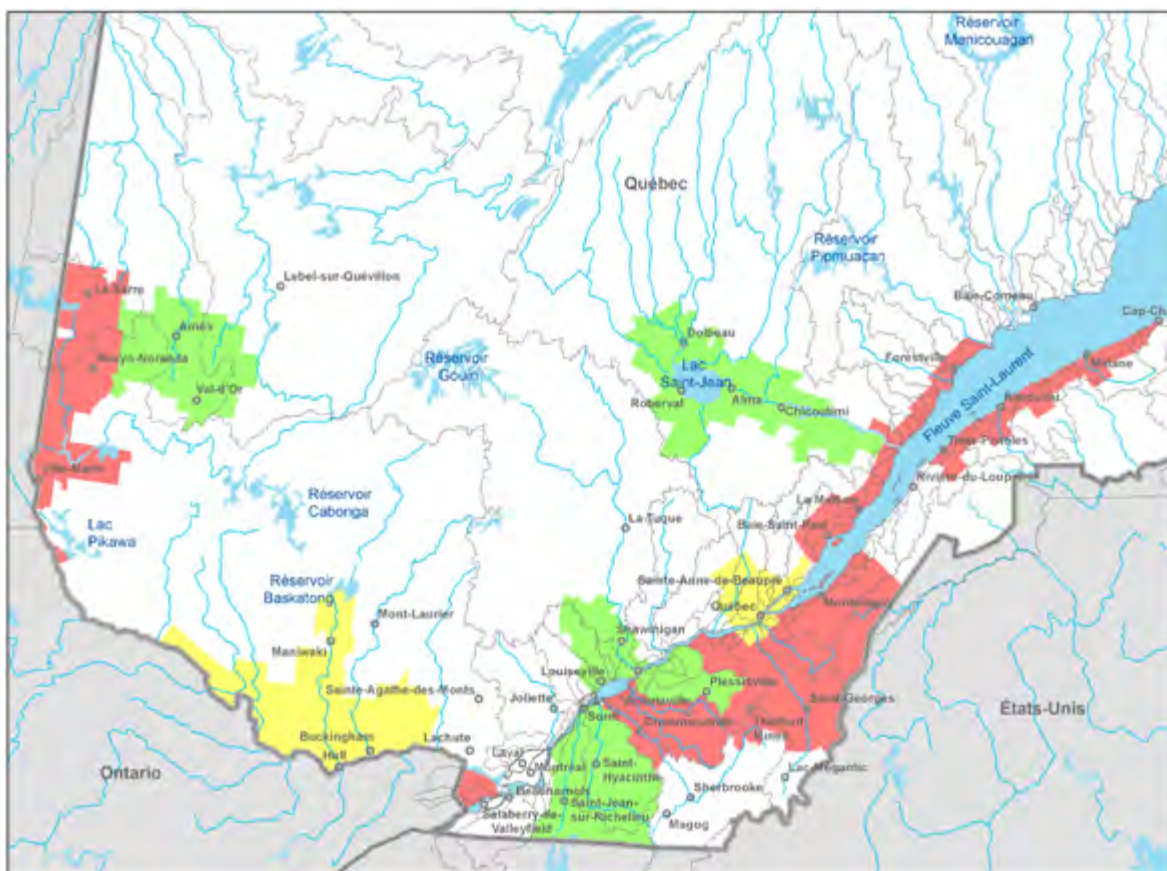 Réservoir
Manicouagan
Québec
Réservoir
Pipmuacan
Lebel-sur-Quévillon
Baie-Comeau
La Sarre
Cap-Ch
Amos
Dolbeau
Forestville
Matane
Rouyn-Noranda
Réservoir
Gouin
Lac
Saint-Jean
Fleuve Saint-Laurent
Rimouski
Val-d'Or
Roberval
Alma
Chicoutimi
Trois-Pistoles
Ville-Marie
Rivière-du-Loup
Réservoir
Cabonga
La Malbaie
Lac
Pikawa
La Tuque
Baie-Saint-Paul
Réservoir
Baskatong
Sainte-Anne-de-Beaupré
Mont-Laurier
Québec
Montmagny
Maniwaki
Shawinigan
Louiseville
Sainte-Agathe-des-Monts
Joliette
Plessisville
Saint-Georges
Sorel
Drummondville
Thetford
Mines
États-Unis
Buckingham
Hull
Lachute
Laval
Montréal
Saint-
Hyacinthe
Ontario
Lac-Mégantic
Beauharnois
Sherbrooke
Salaberry-de-
Valleyfield
Saint-Jean-
sur-Richelieu
Magog